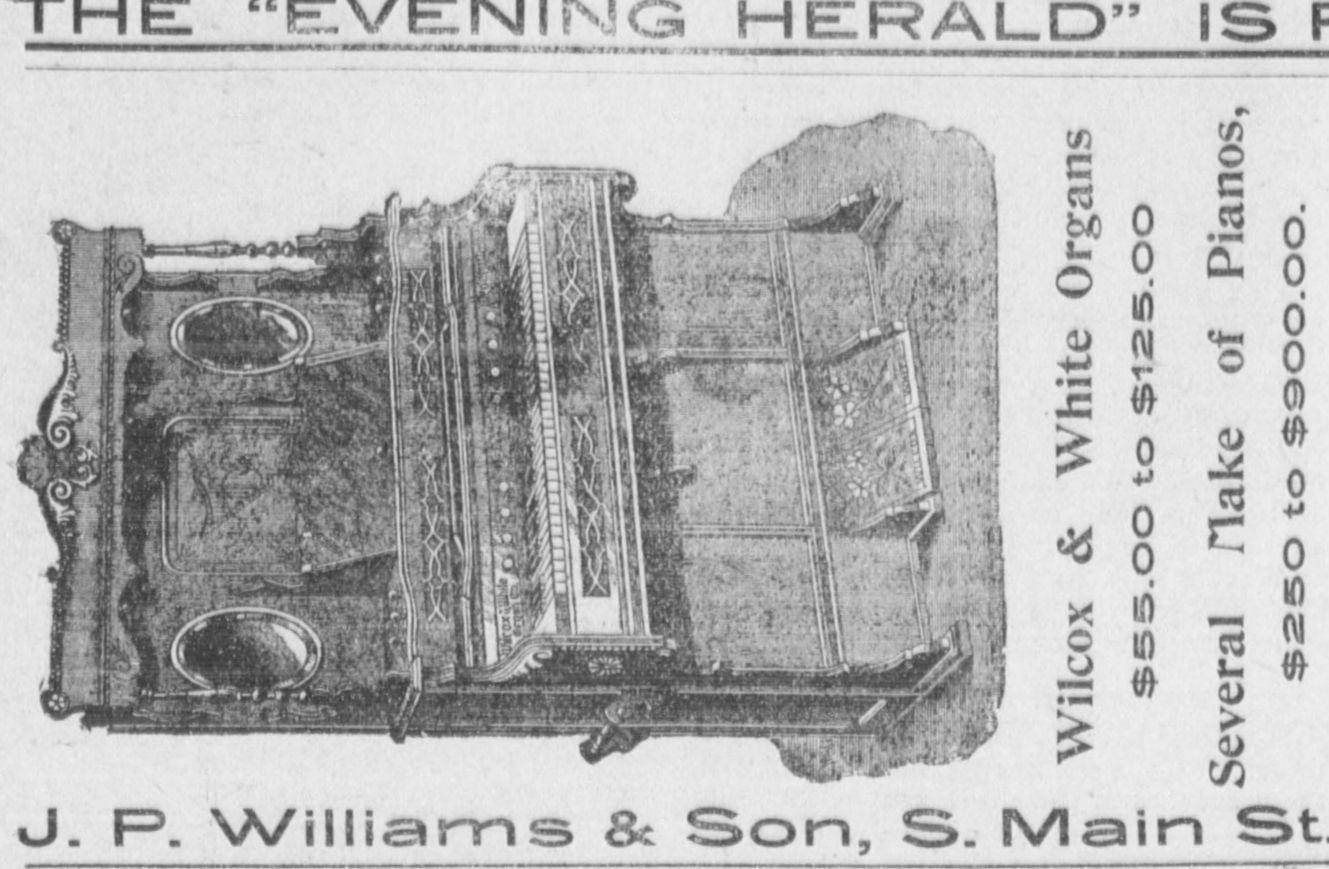 THE "EVENING HERALD" IS
Wilcox & White Organs
$55.00 to $125.00
Several Make of Pianos,
$250 to $900.00.
J. P. Williams & Son, S. Main St.